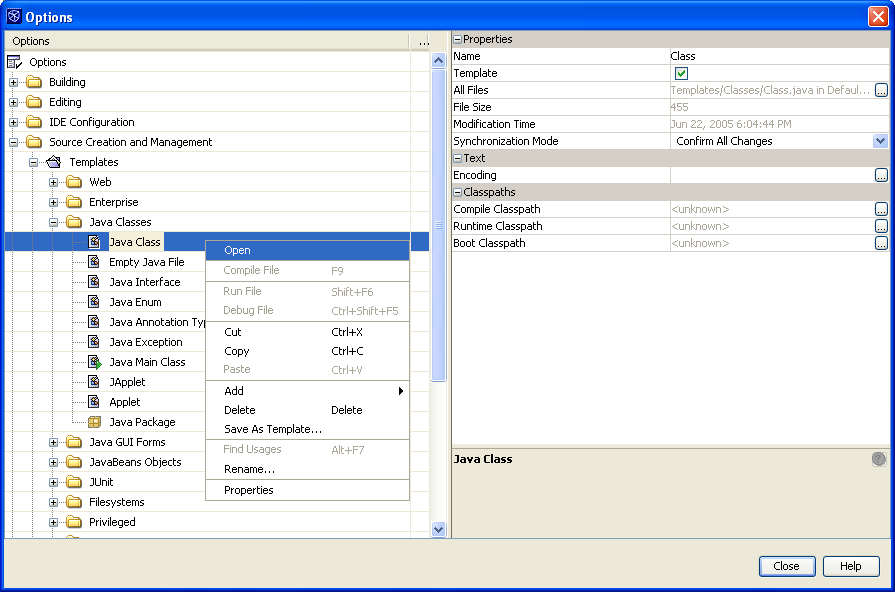 Options
Options ...
Options
Building
Editing
IDE Configuration
Source Creation and Management
Templates
Web
Enterprise
Java Classes
Java Class
Empty Java File
Java Interface
Java Enum
Java Annotation Typ
Java Exception
Java Main Class
JApplet
Applet
Java Package
Java GUI Forms
JavaBeans Objects
JUnit
Filesystems
Privileged
Open
Compile File F9
Run File Shift+F6
Debug File Ctrl+Shift+F5
Cut Ctrl+X
Copy Ctrl+C
Paste Ctrl+V
Add
Delete Delete
Save As Template...
Find Usages Alt+F7
Rename...
Properties
Properties
Name Class
Template
All Files Templates/Classes/Class.java in Defaul... ...
File Size 455
Modification Time Jun 22, 2005 6:04:44 PM
Synchronization Mode Confirm All Changes
Text
Encoding ...
Classpaths
Compile Classpath <unknown> ...
Runtime Classpath <unknown> ...
Boot Classpath <unknown> ...
Java Class ?
Close Help